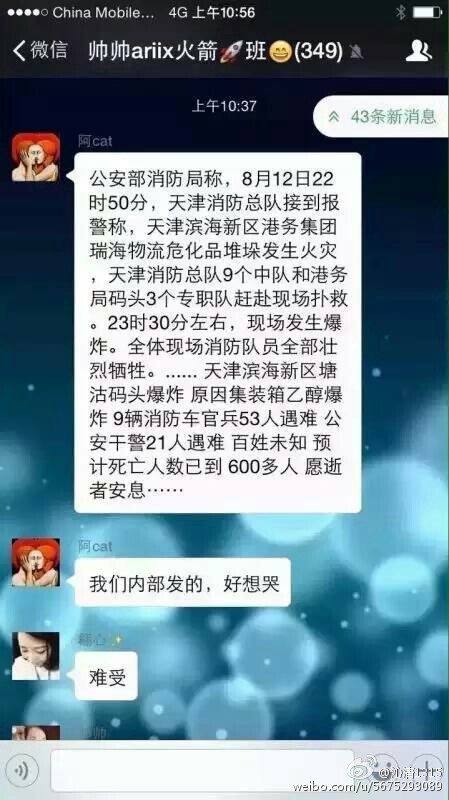 China Mobile... 4G 上午10:56
微信 帅帅ariix火箭🚀班😄(349)
上午10:37
43条新消息
阿cat
公安部消防局称，8月12日22
时50分，天津消防总队接到报
警称，天津滨海新区港务集团
瑞海物流危化品堆垛发生火灾
，天津消防总队9个中队和港务
局码头3个专职队赶赴现场扑救
。23时30分左右，现场发生爆
炸。全体现场消防队员全部壮
烈牺牲。...... 天津滨海新区塘
沽码头爆炸 原因集装箱乙醇爆
炸 9辆消防车官兵53人遇难 公
安干警21人遇难 百姓未知 预
计死亡人数已到 600多人 愿逝
者安息……
阿cat
我们内部发的，好想哭
翻心✨
难受
帅帅
weibo.com/u/5675293089